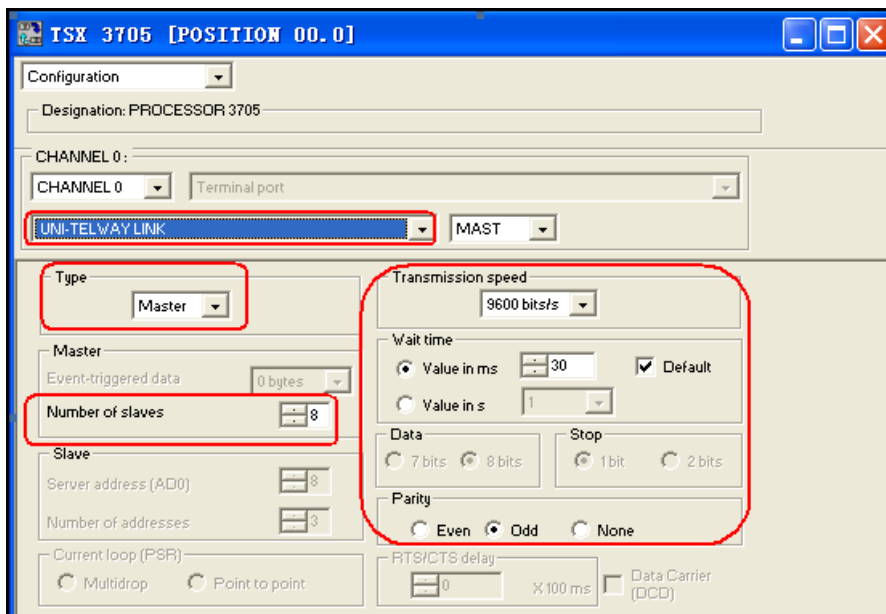 TSX 3705 [POSITION 00.0]
Configuration
Designation: PROCESSOR 3705
CHANNEL 0 :
CHANNEL 0 Terminal port
UNI-TELWAY LINK MAST
Type
Master
Transmission speed
9600 bits/s
Master
Event-triggered data 0 bytes
Number of slaves 8
Wait time
Value in ms 30 Default
Value in s 1
Slave
Server address (AD0) 8
Number of addresses 3
Data
7 bits 8 bits
Stop
1 bit 2 bits
Parity
Even Odd None
Current loop (PSR)
Multidrop Point to point
RTS/CTS delay
0 X 100 ms
Data Carrier
(DCD)